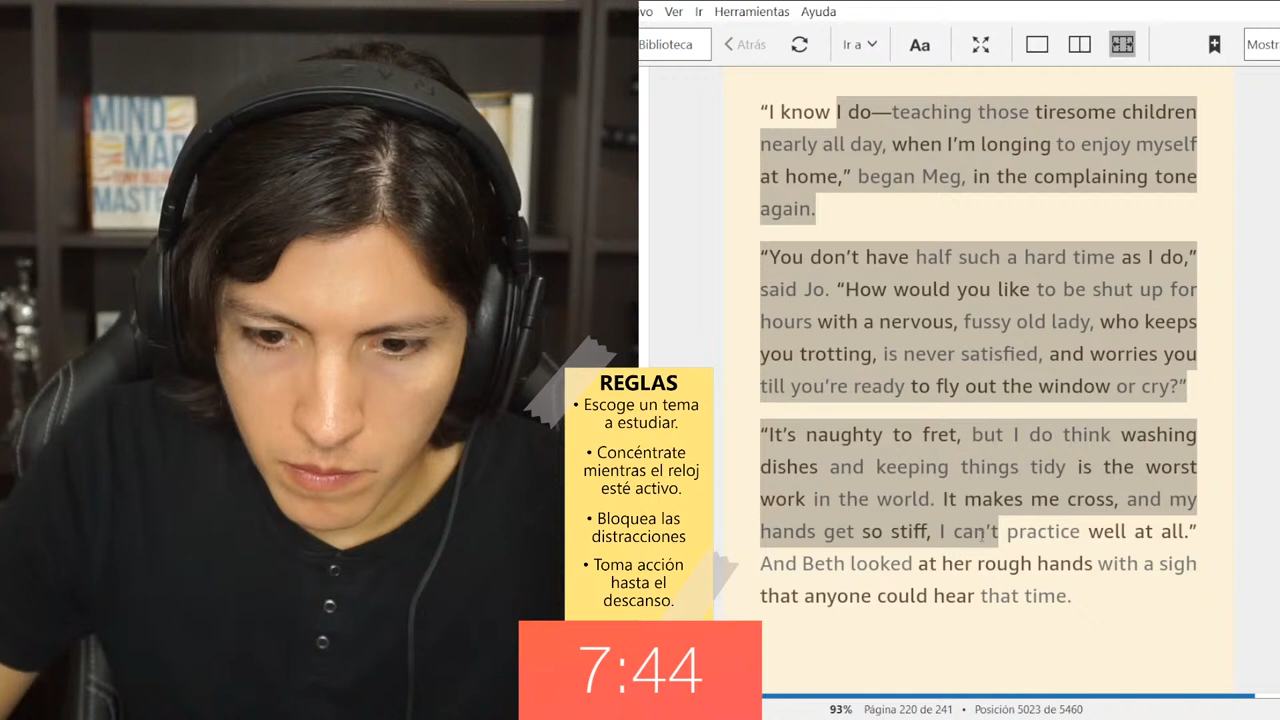 vo Ver Ir Herramientas Ayuda
Biblioteca
Atrás
Ir a
Aa
Mostr
MIND
MAP
MASTE
“I know I do—teaching those tiresome children
nearly all day, when I’m longing to enjoy myself
at home,” began Meg, in the complaining tone
again.
“You don’t have half such a hard time as I do,”
said Jo. “How would you like to be shut up for
hours with a nervous, fussy old lady, who keeps
you trotting, is never satisfied, and worries you
till you’re ready to fly out the window or cry?”
“It’s naughty to fret, but I do think washing
dishes and keeping things tidy is the worst
work in the world. It makes me cross, and my
hands get so stiff, I can’t practice well at all.”
And Beth looked at her rough hands with a sigh
that anyone could hear that time.
REGLAS
• Escoge un tema
a estudiar.
• Concéntrate
mientras el reloj
esté activo.
• Bloquea las
distracciones
• Toma acción
hasta el
descanso.
7:44
93% Página 220 de 241 • Posición 5023 de 5460